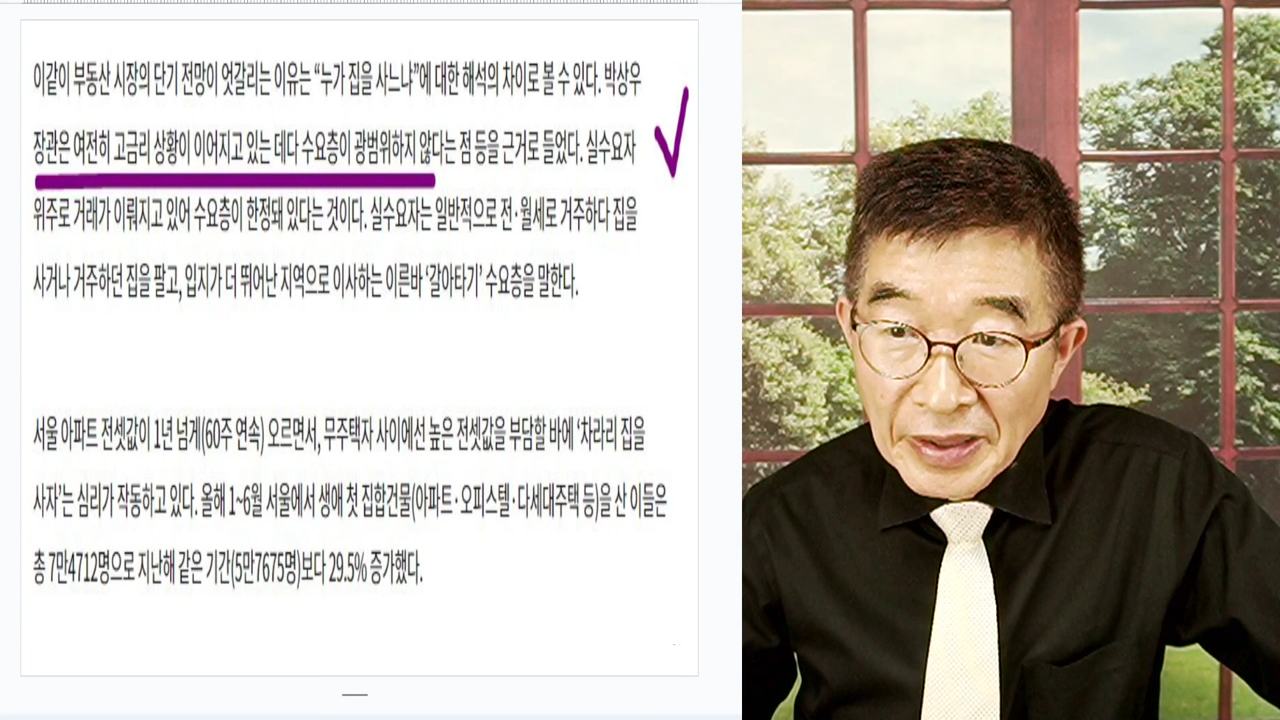 이같이 부동산 시장의 단기 전망이 엇갈리는 이유는 “누가 집을 사느냐”에 대한 해석의 차이로 볼 수 있다. 박상우
장관은 여전히 고금리 상황이 이어지고 있는 데다 수요층이 광범위하지 않다는 점 등을 근거로 들었다. 실수요자
위주로 거래가 이뤄지고 있어 수요층이 한정돼 있다는 것이다. 실수요자는 일반적으로 전·월세로 거주하다 집을
사거나 거주하던 집을 팔고, 입지가 더 뛰어난 지역으로 이사하는 이른바 ‘갈아타기’ 수요층을 말한다.
서울 아파트 전셋값이 1년 넘게(60주 연속) 오르면서, 무주택자 사이에선 높은 전셋값을 부담할 바에 ‘차라리 집을
사자’는 심리가 작동하고 있다. 올해 1~6월 서울에서 생애 첫 집합건물(아파트·오피스텔·다세대주택 등)을 산 이들은
총 7만4712명으로 지난해 같은 기간(5만7675명)보다 29.5% 증가했다.